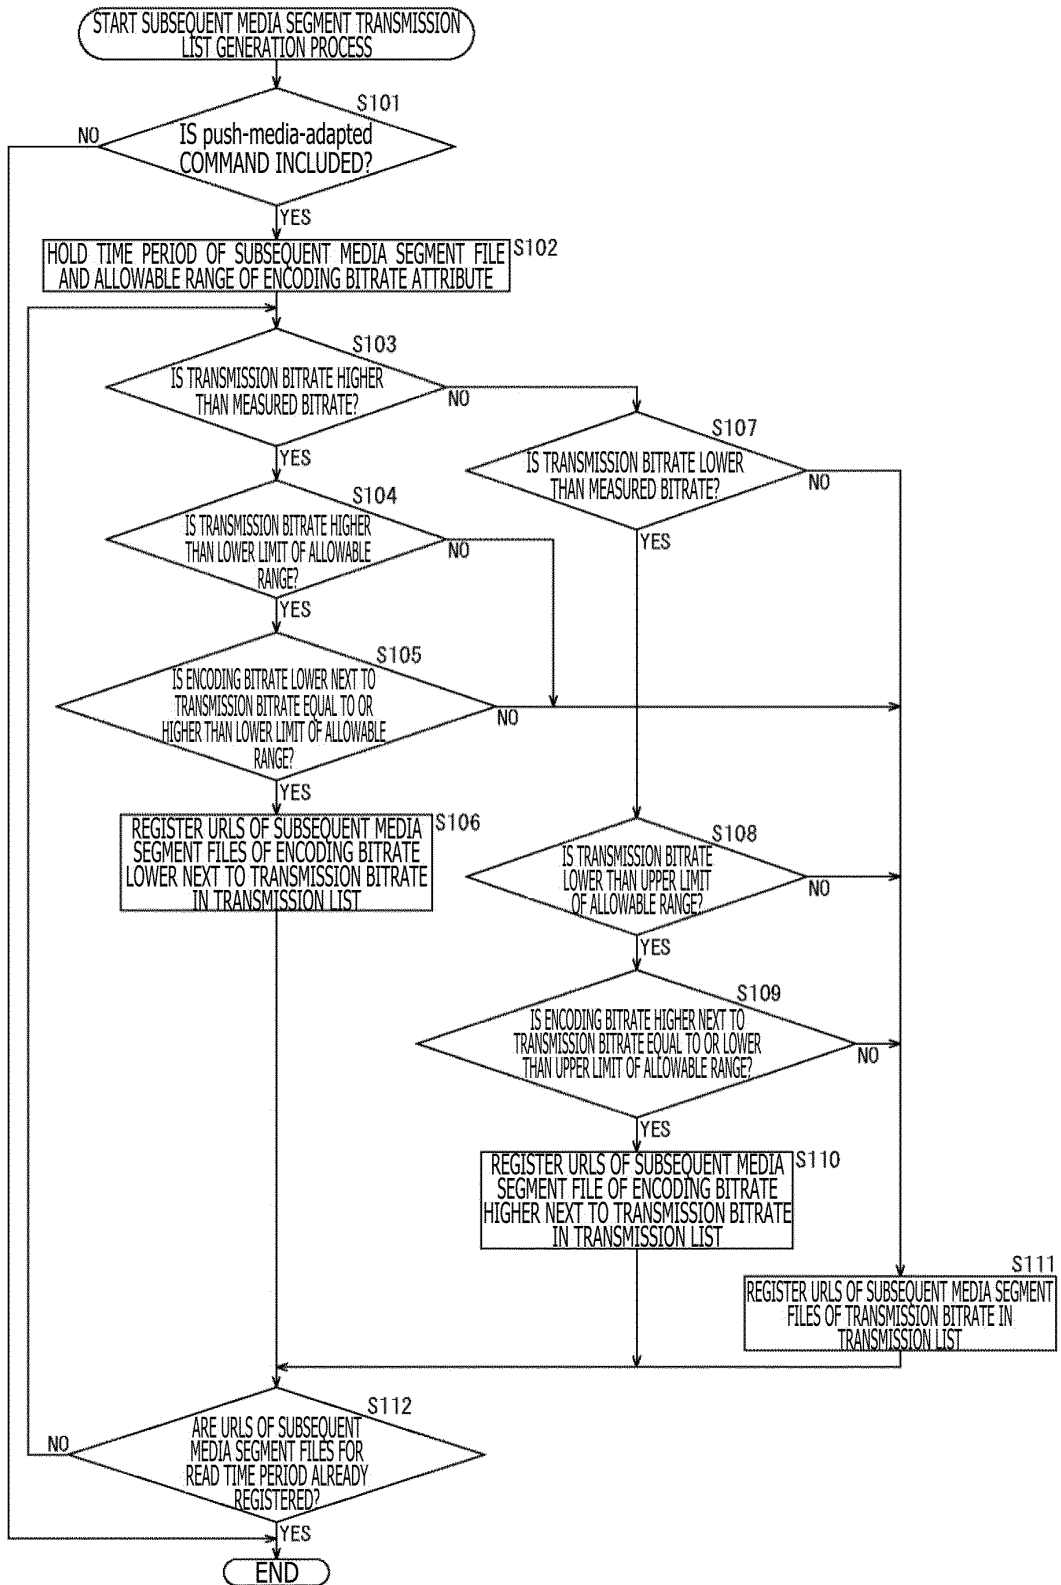 START SUBSEQUENT MEDIA SEGMENT TRANSMISSION
LIST GENERATION PROCESS
S101
NO
IS push-media-adapted
COMMAND INCLUDED?
YES
S102
HOLD TIME PERIOD OF SUBSEQUENT MEDIA SEGMENT FILE
AND ALLOWABLE RANGE OF ENCODING BITRATE ATTRIBUTE
S103
IS TRANSMISSION BITRATE HIGHER
THAN MEASURED BITRATE?
NO
YES
S107
IS TRANSMISSION BITRATE LOWER
THAN MEASURED BITRATE?
NO
YES
S104
IS TRANSMISSION BITRATE HIGHER
THAN LOWER LIMIT OF ALLOWABLE
RANGE?
NO
YES
S105
IS ENCODING BITRATE LOWER NEXT TO
TRANSMISSION BITRATE EQUAL TO OR
HIGHER THAN LOWER LIMIT OF ALLOWABLE
RANGE?
NO
YES
S106
REGISTER URLS OF SUBSEQUENT MEDIA
SEGMENT FILES OF ENCODING BITRATE
LOWER NEXT TO TRANSMISSION BITRATE
IN TRANSMISSION LIST
S108
IS TRANSMISSION BITRATE
LOWER THAN UPPER LIMIT
OF ALLOWABLE RANGE?
NO
YES
S109
IS ENCODING BITRATE HIGHER NEXT TO
TRANSMISSION BITRATE EQUAL TO OR LOWER
THAN UPPER LIMIT OF ALLOWABLE RANGE?
NO
YES
S110
REGISTER URLS OF SUBSEQUENT MEDIA
SEGMENT FILE OF ENCODING BITRATE
HIGHER NEXT TO TRANSMISSION BITRATE
IN TRANSMISSION LIST
S111
REGISTER URLS OF SUBSEQUENT MEDIA SEGMENT
FILES OF TRANSMISSION BITRATE IN
TRANSMISSION LIST
S112
ARE URLS OF SUBSEQUENT
MEDIA SEGMENT FILES FOR
READ TIME PERIOD ALREADY
REGISTERED?
NO
YES
END